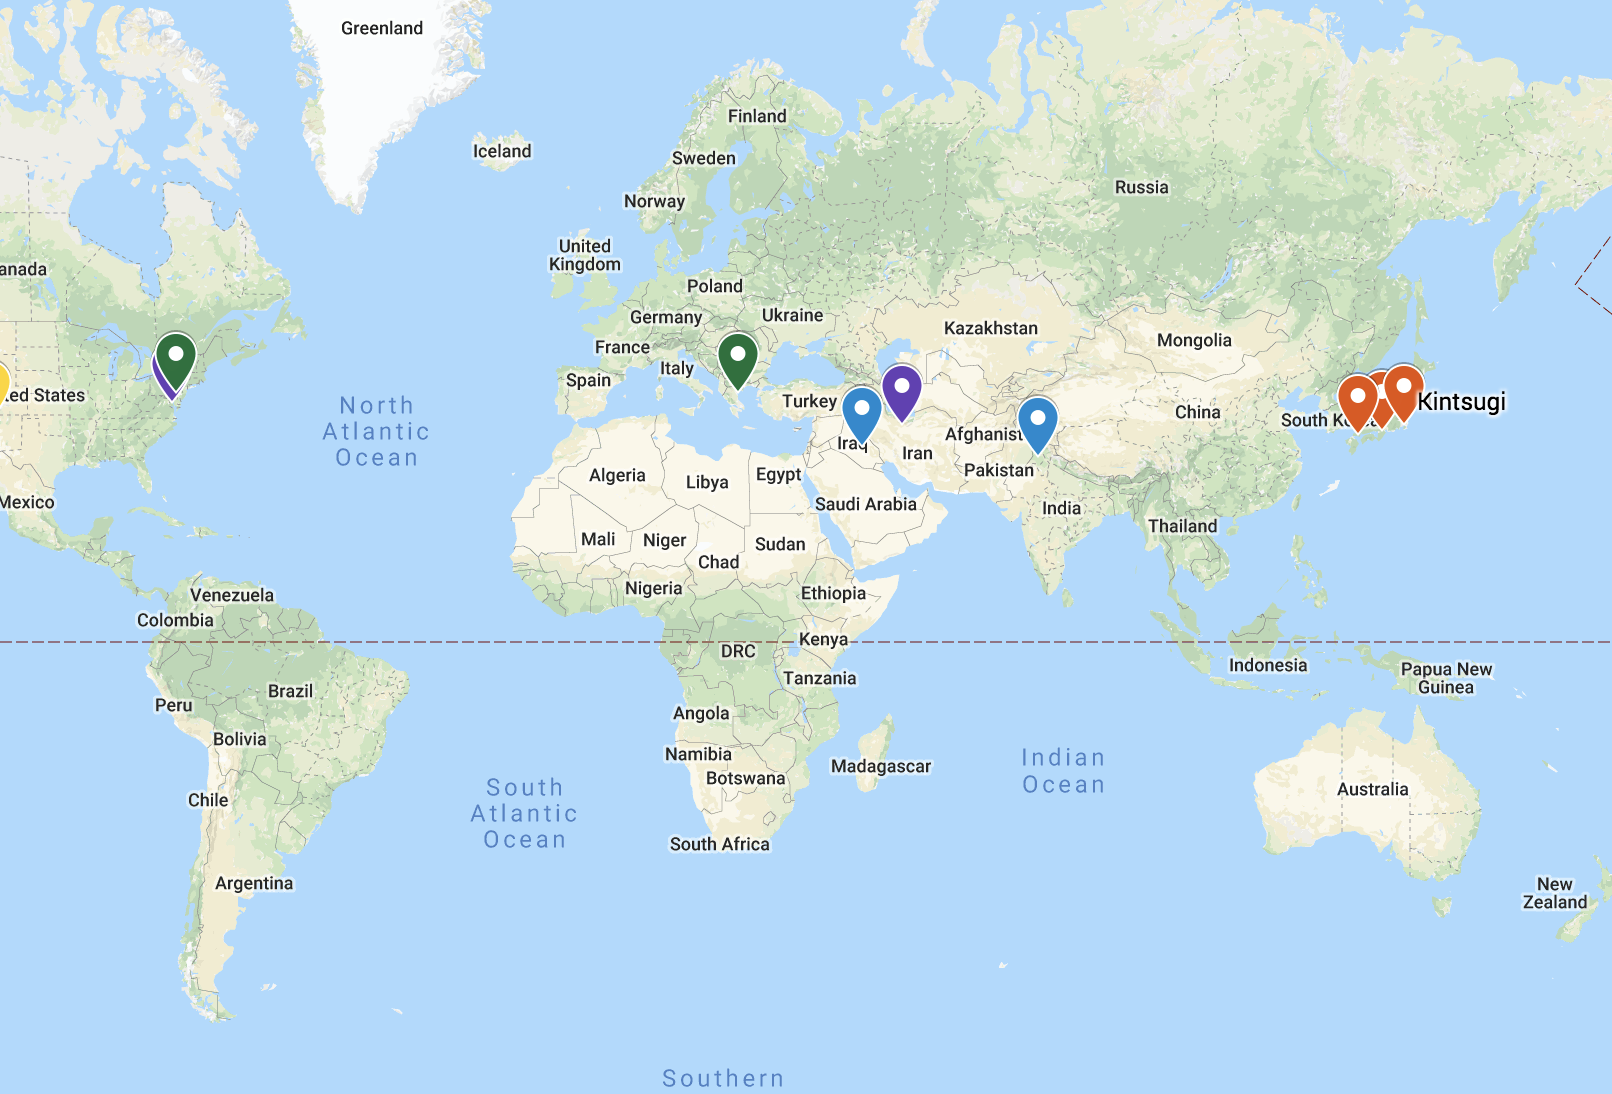 Greenland
Finland
Iceland
Sweden
Russia
Norway
United
Kingdom
anada
Poland
Germany
Ukraine
Kazakhstan
Mongolia
France
Italy
Spain
ted States
Turkey
North
Atlantic
Ocean
China
South Ko ea
Kintsugi
Iraq
Iran
Afghanist
Pakistan
Algeria
Libya
Egypt
Saudi Arabia
India
Mexico
Thailand
Mali
Niger
Chad
Sudan
Nigeria
Ethiopia
Venezuela
Colombia
Kenya
DRC
Indonesia
Papua New
Guinea
Tanzania
Brazil
Peru
Angola
Bolivia
Namibia
Botswana
Madagascar
Indian
Ocean
Australia
Chile
South
Atlantic
Ocean
South Africa
Argentina
New
Zealand
Southern